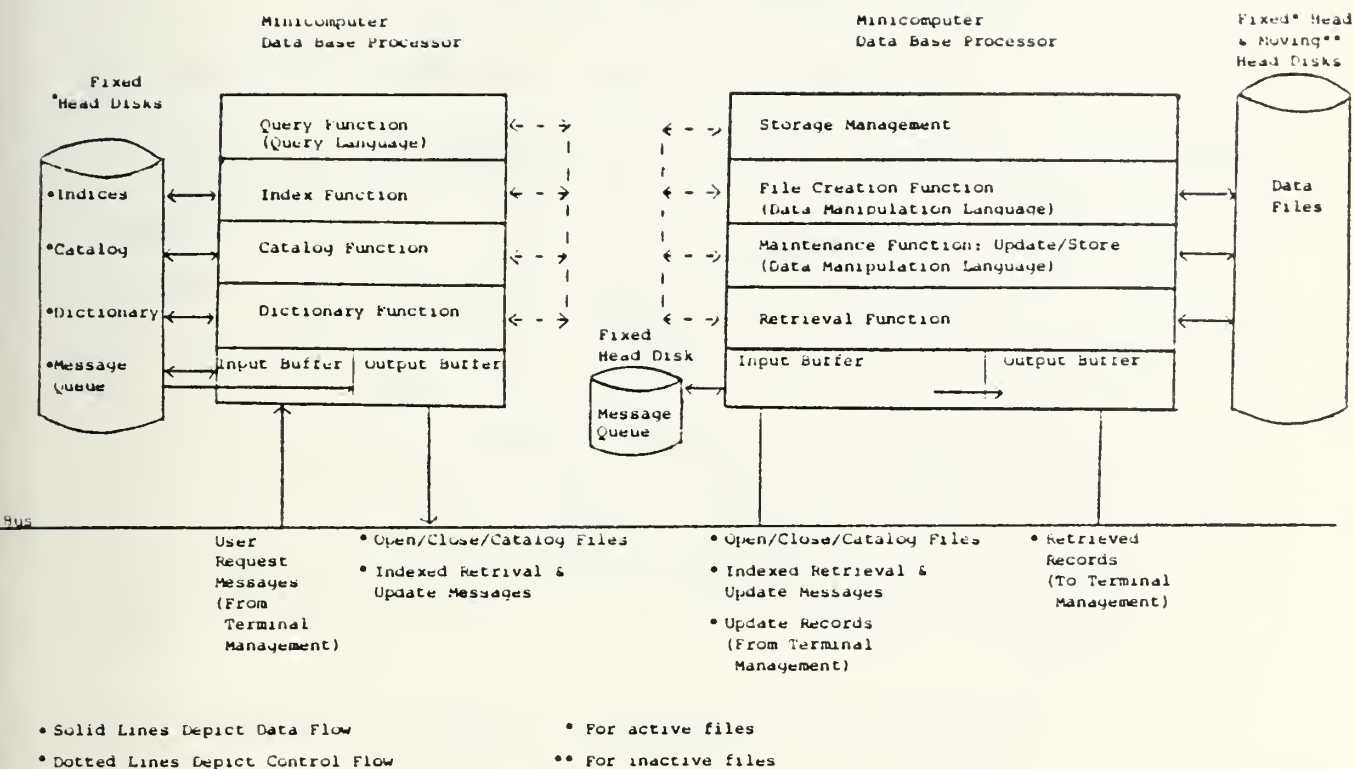 Minicomputer
Data Base Processor
Minicomputer
Data Base Processor
Fixed* Head
& Moving**
Head Disks
Fixed
*Head Disks
Query Function
(Query Language)
Storage Management
•Indices
Index Function
File Creation Function
(Data Manipulation Language)
Data
Files
•Catalog
Catalog Function
Maintenance Function: Update/Store
(Data Manipulation Language)
•Dictionary
Dictionary Function
Retrieval Function
Fixed
Head Disk
•Message
Queue
Input Buffer
Output Buffer
Message
Queue
Input Buffer
Output Buffer
Bus
User
Request
Messages
(From
Terminal
Management)
• Open/Close/Catalog Files
• Indexed Retrival &
Update Messages
• Open/Close/Catalog Files
• Indexed Retrieval &
Update Messages
• Update Records
(From Terminal
Management)
• Retrieved
Records
(To Terminal
Management)
• Solid Lines Depict Data Flow
• Dotted Lines Depict Control Flow
* For active files
** For inactive files